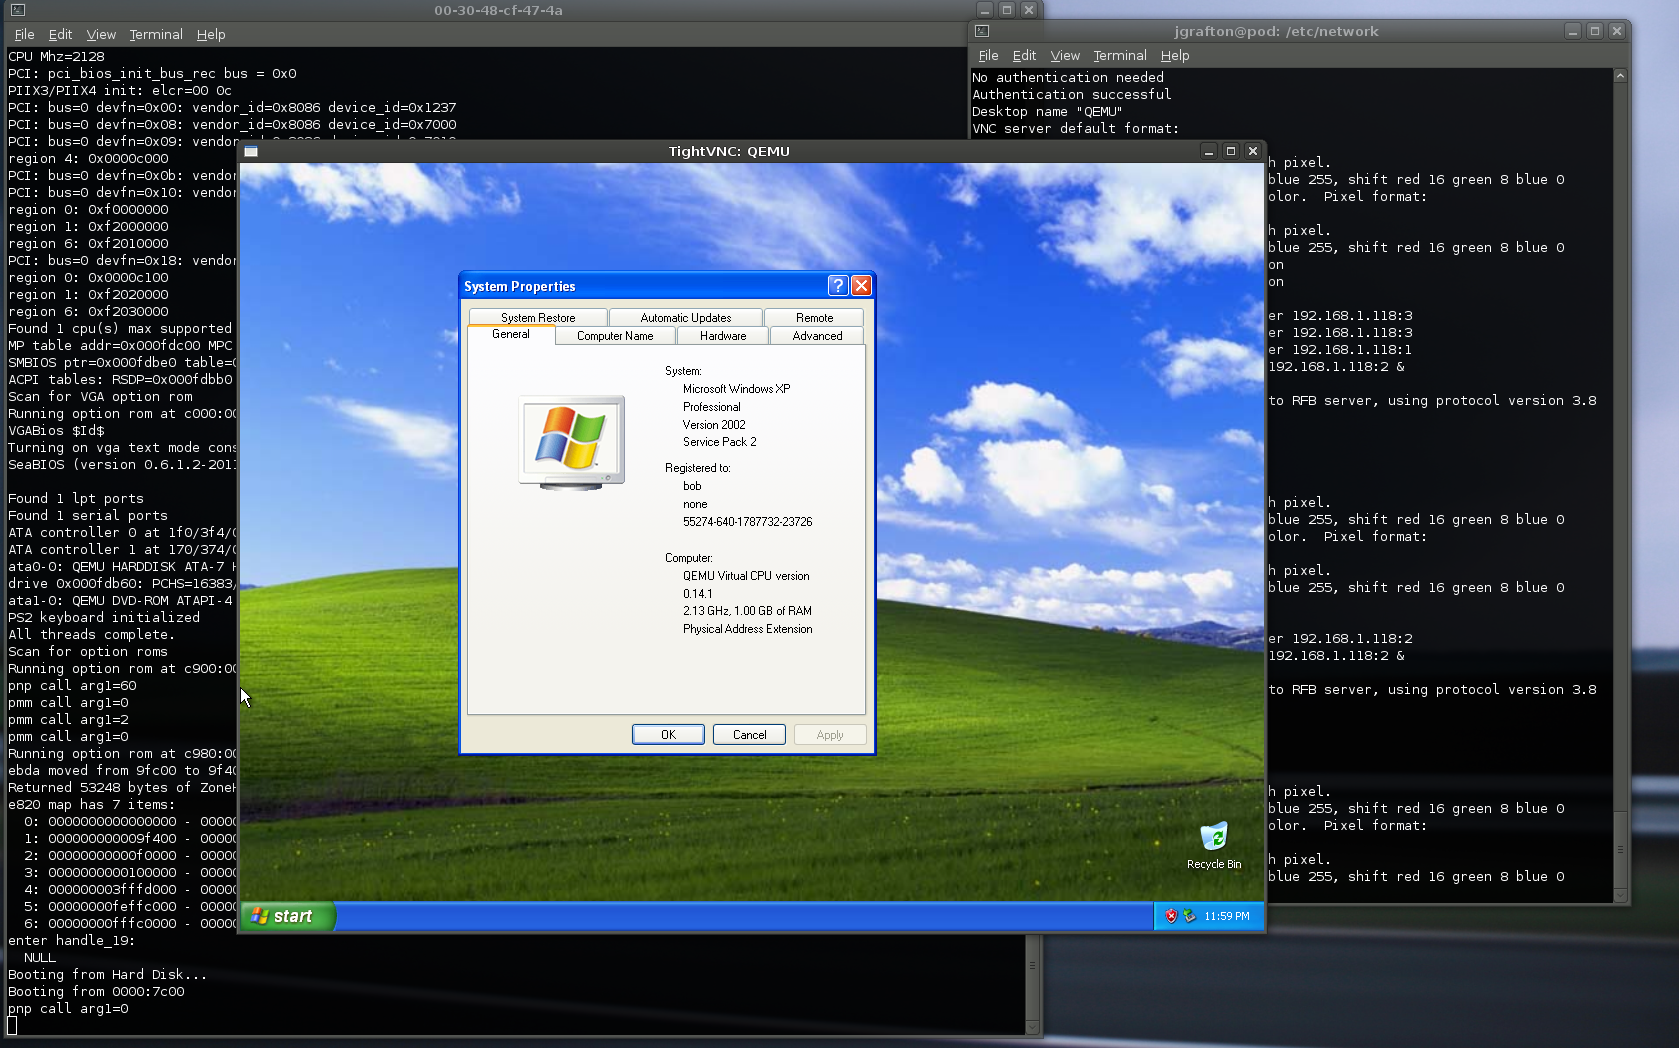 00-30-48-cf-47-4a
File Edit View Terminal Help
CPU Mhz=2128
PCI: pci_bios_init_bus_rec bus = 0x0
PIIX3/PIIX4 init: elcr=00 0c
PCI: bus=0 devfn=0x00: vendor_id=0x8086 device_id=0x1237
PCI: bus=0 devfn=0x08: vendor_id=0x8086 device_id=0x7000
PCI: bus=0 devfn=0x09:
region 4: 0x0000c000
PCI: bus=0 devfn=0x0b: vendor
PCI: bus=0 devfn=0x10: vendor
region 0: 0xf0000000
region 1: 0xf2000000
region 6: 0xf2010000
PCI: bus=0 devfn=0x18: vendor
region 0: 0x0000c100
region 1: 0xf2020000
region 6: 0xf2030000
Found 1 cpu(s) max supported
MP table addr=0x000fdc00 MPC
SMBIOS ptr=0x000fdbe0 table=0
ACPI tables: RSDP=0x000fdbb0
Scan for VGA option rom
Running option rom at c000:00
VGABios $Id$
Turning on vga text mode cons
SeaBIOS (version 0.6.1.2-201
Found 1 lpt ports
Found 1 serial ports
ATA controller 0 at 1f0/3f4/
ATA controller 1 at 170/374/
ata0-0: QEMU HARDDISK ATA-7
drive 0x000fdb60: PCHS=16383/
ata1-0: QEMU DVD-ROM ATAPI-4
PS2 keyboard initialized
All threads complete.
Scan for option roms
Running option rom at c900:00
pnp call arg1=60
pmm call arg1=0
pmm call arg1=2
pmm call arg1=0
Running option rom at c980:00
ebda moved from 9fc00 to 9f40
Returned 53248 bytes of Zone
e820 map has 7 items:
0: 0000000000000000 - 0000
1: 000000000009f400 - 0000
2: 00000000000f0000 - 0000
3: 0000000000100000 - 0000
4: 000000003fffd000 - 0000
5: 00000000feffc000 - 0000
6: 00000000fffc0000 - 0000
enter handle_19:
NULL
Booting from Hard Disk...
Booting from 0000:7c00
pnp call arg1=0
jgrafton@pod: /etc/network
File Edit View Terminal Help
No authentication needed
Authentication successful
Desktop name "QEMU"
VNC server default format:
h pixel.
blue 255, shift red 16 green 8 blue 0
olor. Pixel format:
h pixel.
blue 255, shift red 16 green 8 blue 0
on
on
er 192.168.1.118:3
er 192.168.1.118:3
er 192.168.1.118:1
192.168.1.118:2 &
to RFB server, using protocol version 3.8
h pixel.
blue 255, shift red 16 green 8 blue 0
olor. Pixel format:
h pixel.
blue 255, shift red 16 green 8 blue 0
er 192.168.1.118:2
192.168.1.118:2 &
to RFB server, using protocol version 3.8
h pixel.
blue 255, shift red 16 green 8 blue 0
olor. Pixel format:
h pixel.
blue 255, shift red 16 green 8 blue 0
TightVNC: QEMU
System Properties
System Restore Automatic Updates Remote
General Computer Name Hardware Advanced
System:
Microsoft Windows XP
Professional
Version 2002
Service Pack 2
Registered to:
bob
none
55274-640-1787732-23726
Computer:
QEMU Virtual CPU version
0.14.1
2.13 GHz, 1.00 GB of RAM
Physical Address Extension
OK Cancel Apply
Recycle Bin
start
11:59 PM